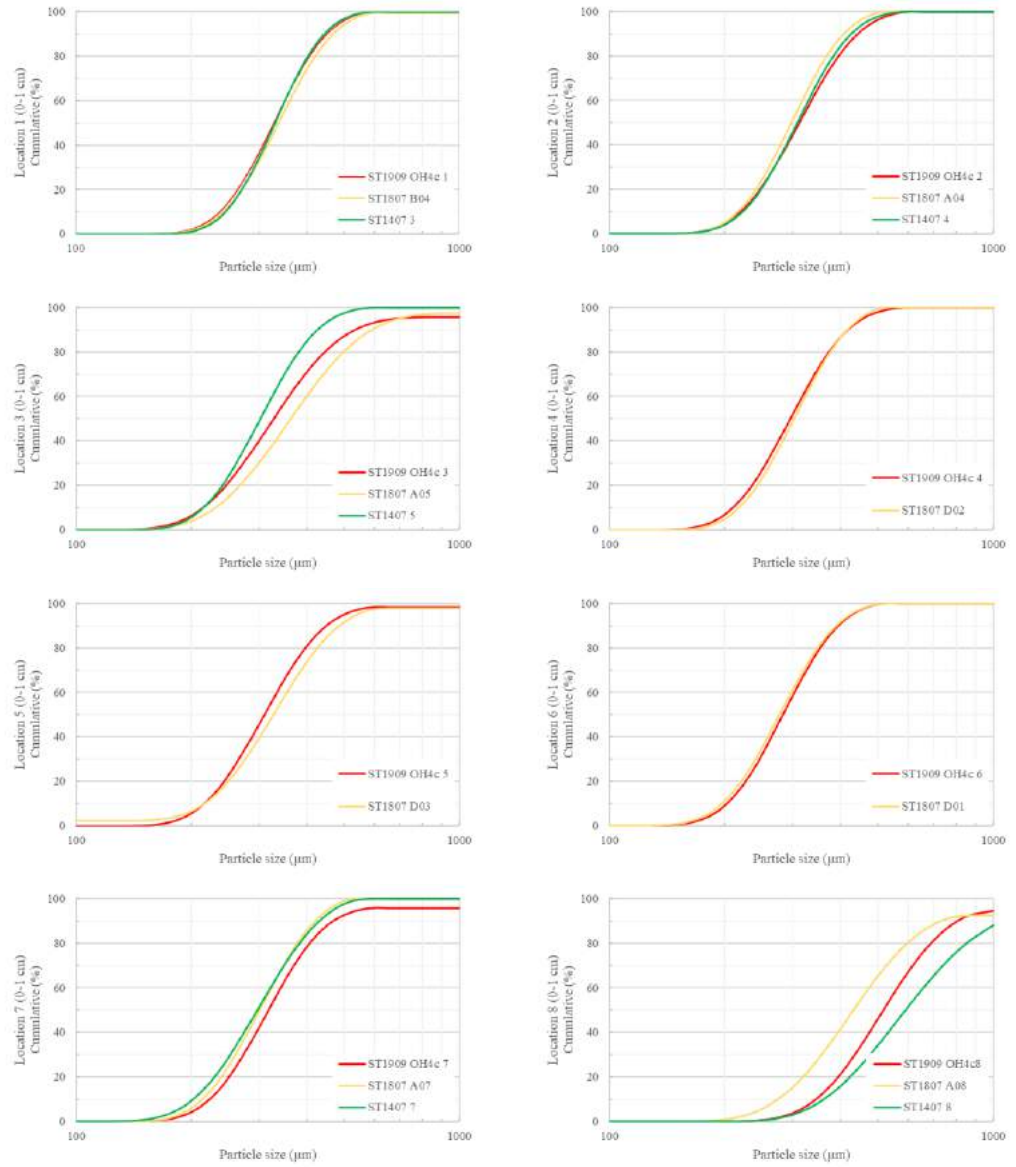 Location 1 (0-1 cm)
Cumulative (%)
100
80
60
40
20
0
ST1909 OH4c 1
ST1807 B04
ST1407 3
100
1000
Particle size (μm)
Location 2 (0-1 cm)
Cumulative (%)
100
80
60
40
20
0
ST1909 OH4c 2
ST1807 A04
ST1407 4
100
1000
Particle size (μm)
Location 3 (0-1 cm)
Cumulative (%)
100
80
60
40
20
0
ST1909 OH4c 3
ST1807 A05
ST1407 5
100
1000
Particle size (μm)
Location 4 (0-1 cm)
Cumulative (%)
100
80
60
40
20
0
ST1909 OH4c 4
ST1807 D02
100
1000
Particle size (μm)
Location 5 (0-1 cm)
Cumulative (%)
100
80
60
40
20
0
ST1909 OH4c 5
ST1807 D03
100
1000
Particle size (μm)
Location 6 (0-1 cm)
Cumulative (%)
100
80
60
40
20
0
ST1909 OH4c 6
ST1807 D01
100
1000
Particle size (μm)
Location 7 (0-1 cm)
Cumulative (%)
100
80
60
40
20
0
ST1909 OH4c 7
ST1807 A07
ST1407 7
100
1000
Particle size (μm)
Location 8 (0-1 cm)
Cumulative (%)
100
80
60
40
20
0
ST1909 OH4c8
ST1807 A08
ST1407 8
100
1000
Particle size (μm)